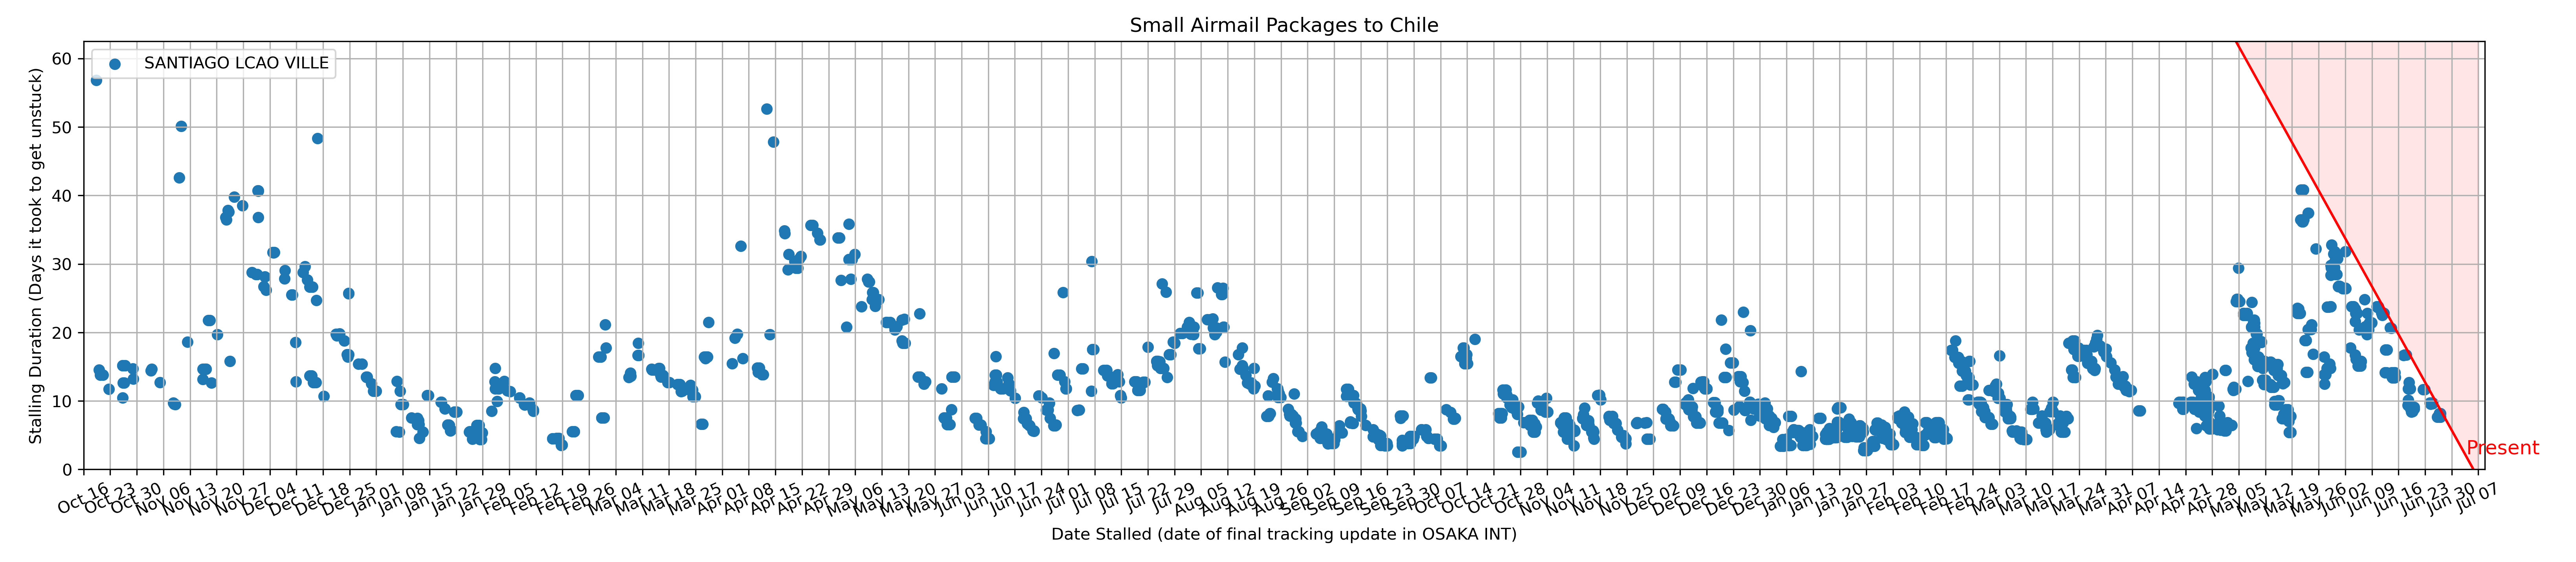 Small Airmail Packages to Chile
SANTIAGO LCAO VILLE
Stalling Duration (Days it took to get unstuck)
60
50
40
30
20
10
0
Present
Oct 16
Oct 23
Oct 30
Nov 06
Nov 13
Nov 20
Nov 27
Dec 04
Dec 11
Dec 18
Dec 25
Jan 01
Jan 08
Jan 15
Jan 22
Jan 29
Feb 05
Feb 12
Feb 19
Feb 26
Mar 04
Mar 11
Mar 18
Mar 25
Apr 01
Apr 08
Apr 15
Apr 22
Apr 29
May 06
May 13
May 20
May 27
Jun 03
Jun 10
Jun 17
Jun 24
Jul 01
Jul 08
Jul 15
Jul 22
Jul 29
Aug 05
Aug 12
Aug 19
Aug 26
Sep 02
Sep 09
Sep 16
Sep 23
Sep 30
Oct 07
Oct 14
Oct 21
Oct 28
Nov 04
Nov 11
Nov 18
Nov 25
Dec 02
Dec 09
Dec 16
Dec 23
Dec 30
Jan 06
Jan 13
Jan 20
Jan 27
Feb 03
Feb 10
Feb 17
Feb 24
Mar 03
Mar 10
Mar 17
Mar 24
Mar 31
Apr 07
Apr 14
Apr 21
Apr 28
May 05
May 12
May 19
May 26
Jun 02
Jun 09
Jun 16
Jun 23
Jun 30
Jul 07
Date Stalled (date of final tracking update in OSAKA INT)